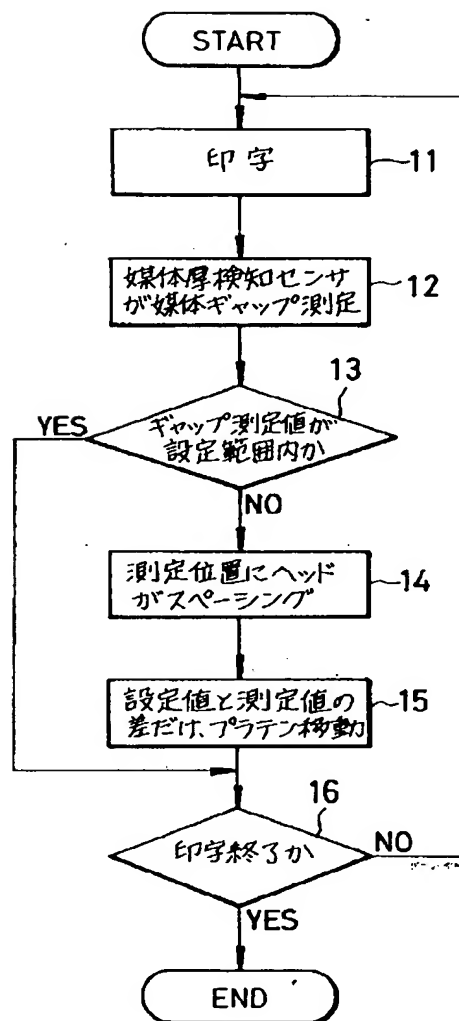 START
印字
11
媒体厚検知センサ
が媒体ギャップ測定
12
13
YES
ギャップ測定値が
設定範囲内か
NO
測定位置にヘッド
がスペーシング
14
設定値と測定値の
差だけ、プラテン移動
15
16
印字終了か
NO
YES
END